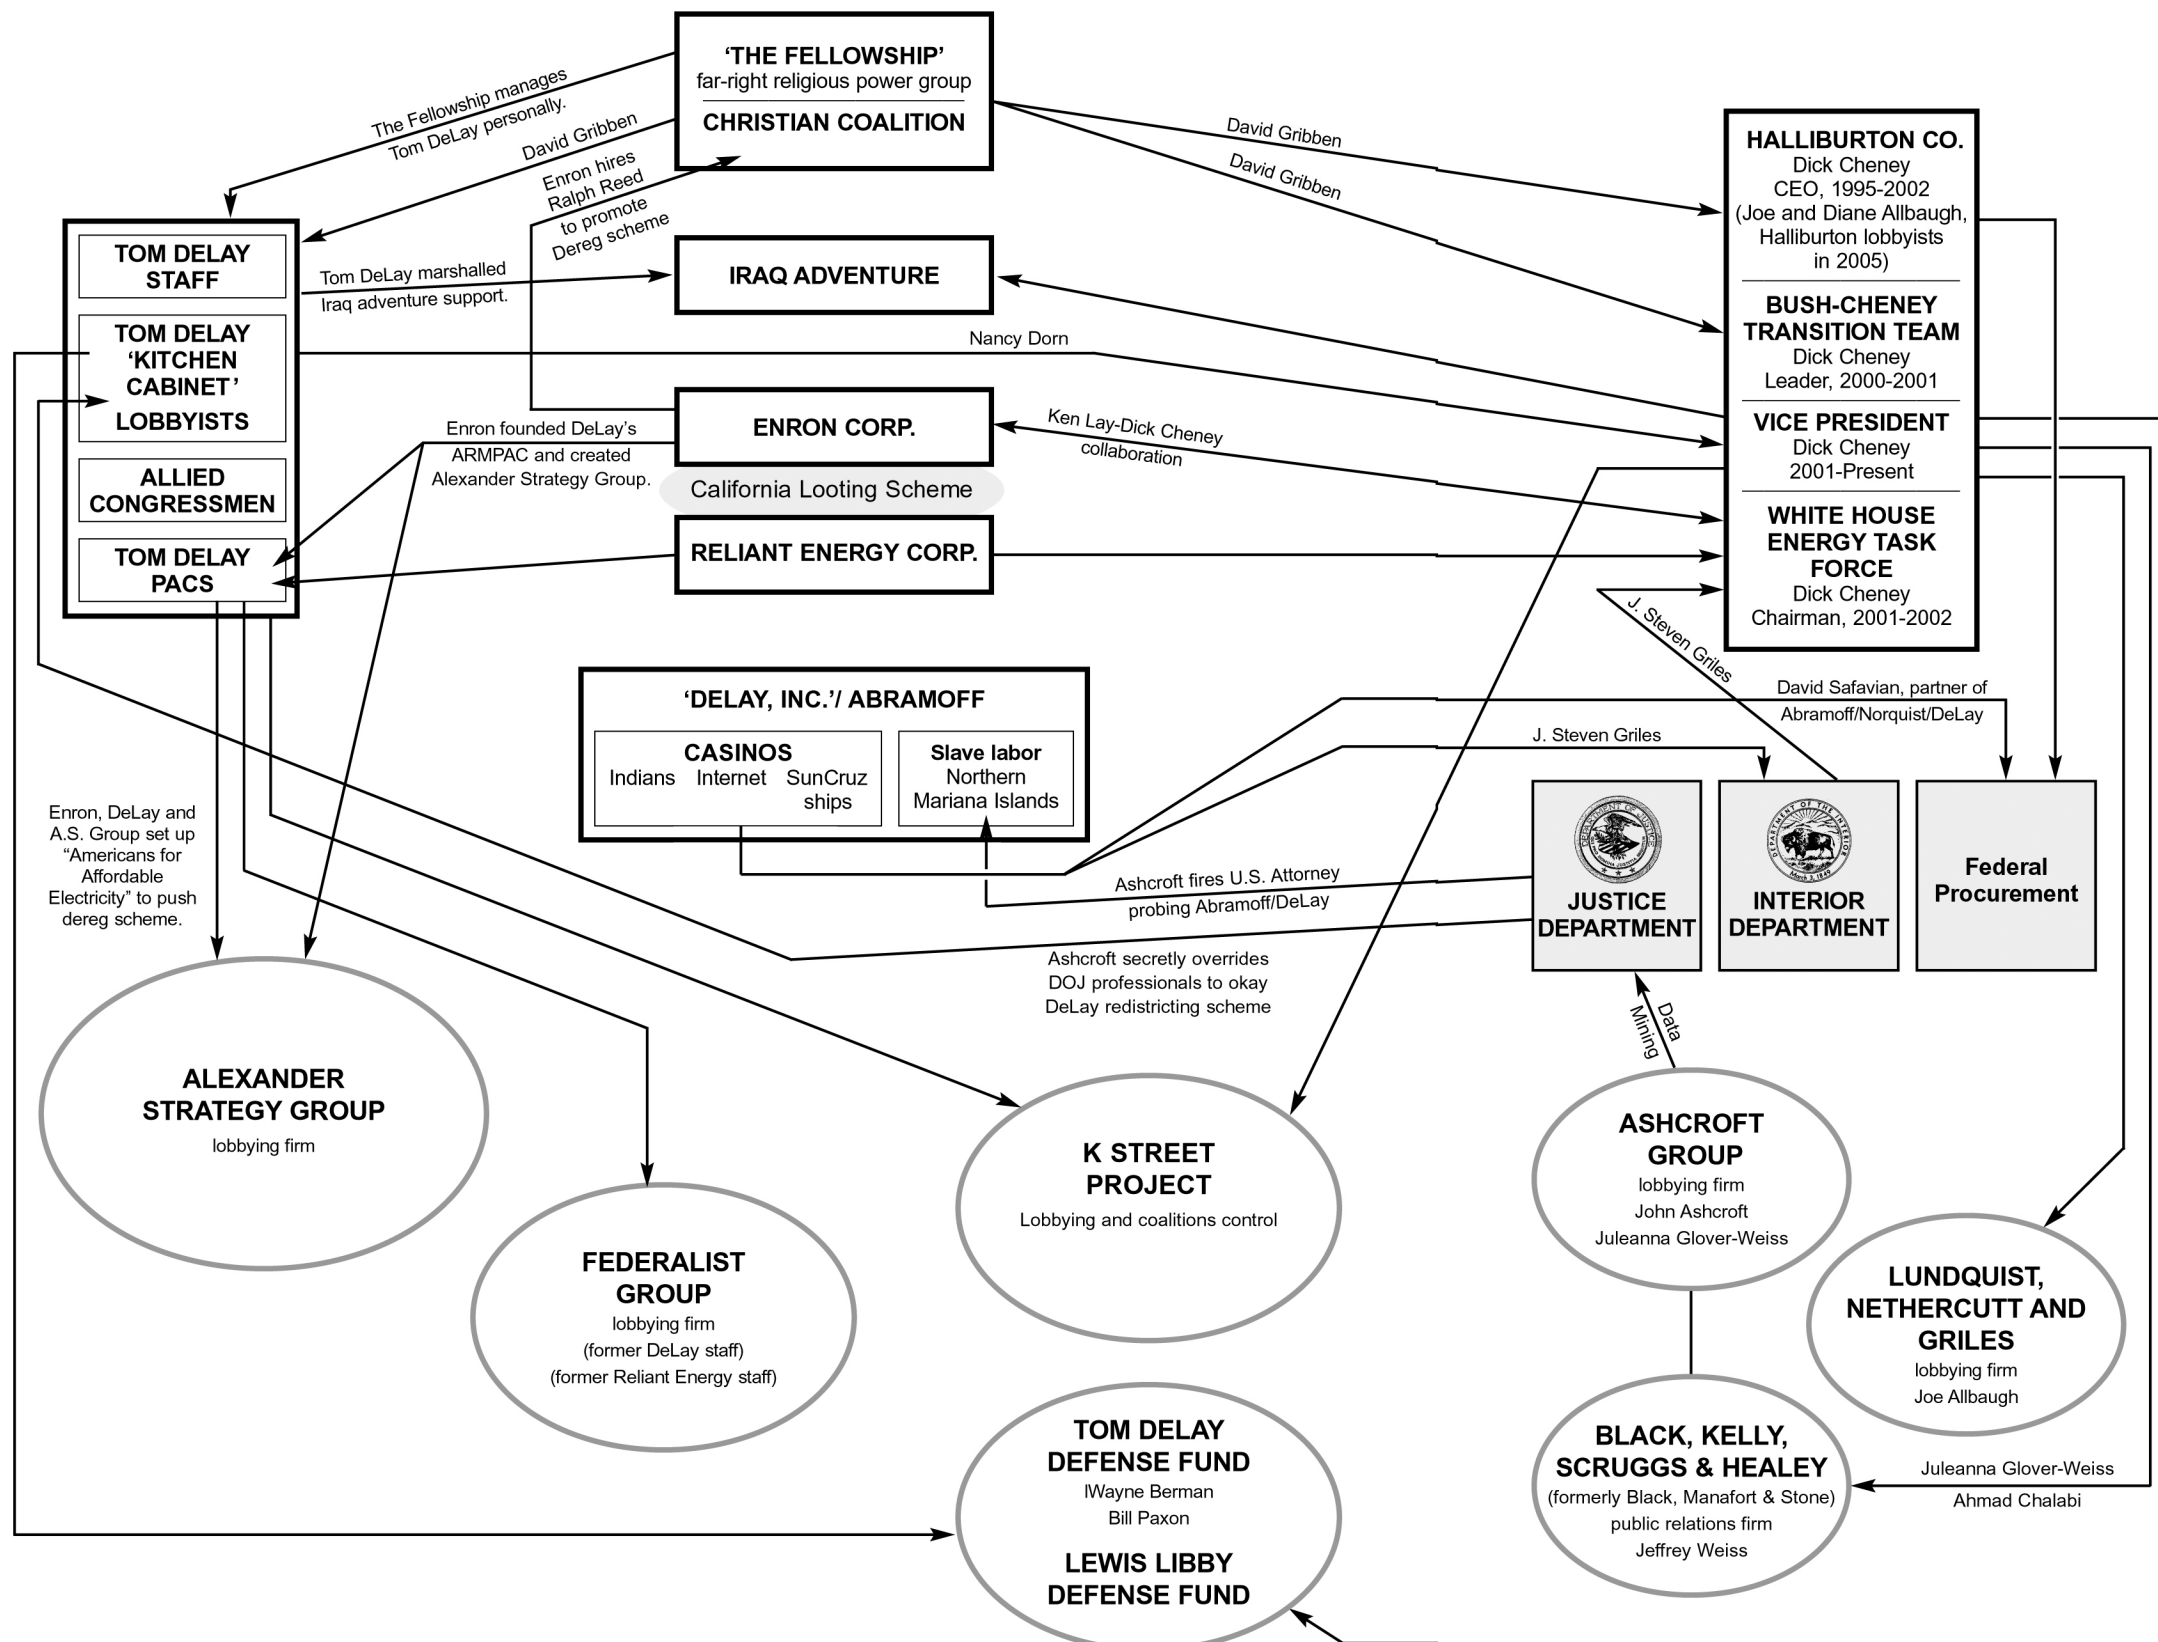 ‘THE FELLOWSHIP’
far-right religious power group
CHRISTIAN COALITION
The Fellowship manages
Tom DeLay personally.
David Gribben
Enron hires
Ralph Reed
to promote
Dereg scheme
David Gribben
David Gribben
HALLIBURTON CO.
Dick Cheney
CEO, 1995-2002
(Joe and Diane Allbaugh,
Halliburton lobbyists
in 2005)
BUSH-CHENEY
TRANSITION TEAM
Dick Cheney
Leader, 2000-2001
VICE PRESIDENT
Dick Cheney
2001-Present
WHITE HOUSE
ENERGY TASK
FORCE
Dick Cheney
Chairman, 2001-2002
TOM DELAY
STAFF
TOM DELAY
‘KITCHEN
CABINET’
LOBBYISTS
ALLIED
CONGRESSMEN
TOM DELAY
PACS
Tom DeLay marshalled
Iraq adventure support.
IRAQ ADVENTURE
Nancy Dorn
Enron founded DeLay’s
ARMPAC and created
Alexander Strategy Group.
ENRON CORP.
Ken Lay-Dick Cheney
collaboration
California Looting Scheme
RELIANT ENERGY CORP.
J. Steven Griles
‘DELAY, INC.’/ ABRAMOFF
CASINOS
Indians Internet SunCruz
ships
Slave labor
Northern
Mariana Islands
David Safavian, partner of
Abramoff/Norquist/DeLay
J. Steven Griles
Enron, DeLay and
A.S. Group set up
“Americans for
Affordable
Electricity” to push
dereg scheme.
Ashcroft fires U.S. Attorney
probing Abramoff/DeLay
Ashcroft secretly overrides
DOJ professionals to okay
DeLay redistricting scheme
DEPARTMENT OF JUSTICE
JUSTICE
DEPARTMENT
DEPARTMENT OF THE INTERIOR
March 3, 1849
INTERIOR
DEPARTMENT
Federal
Procurement
Data
Mining
ALEXANDER
STRATEGY GROUP
lobbying firm
FEDERALIST
GROUP
lobbying firm
(former DeLay staff)
(former Reliant Energy staff)
K STREET
PROJECT
Lobbying and coalitions control
ASHCROFT
GROUP
lobbying firm
John Ashcroft
Juleanna Glover-Weiss
LUNDQUIST,
NETHERCUTT AND
GRILES
lobbying firm
Joe Allbaugh
TOM DELAY
DEFENSE FUND
lWayne Berman
Bill Paxon
LEWIS LIBBY
DEFENSE FUND
BLACK, KELLY,
SCRUGGS & HEALEY
(formerly Black, Manafort & Stone)
public relations firm
Jeffrey Weiss
Juleanna Glover-Weiss
Ahmad Chalabi